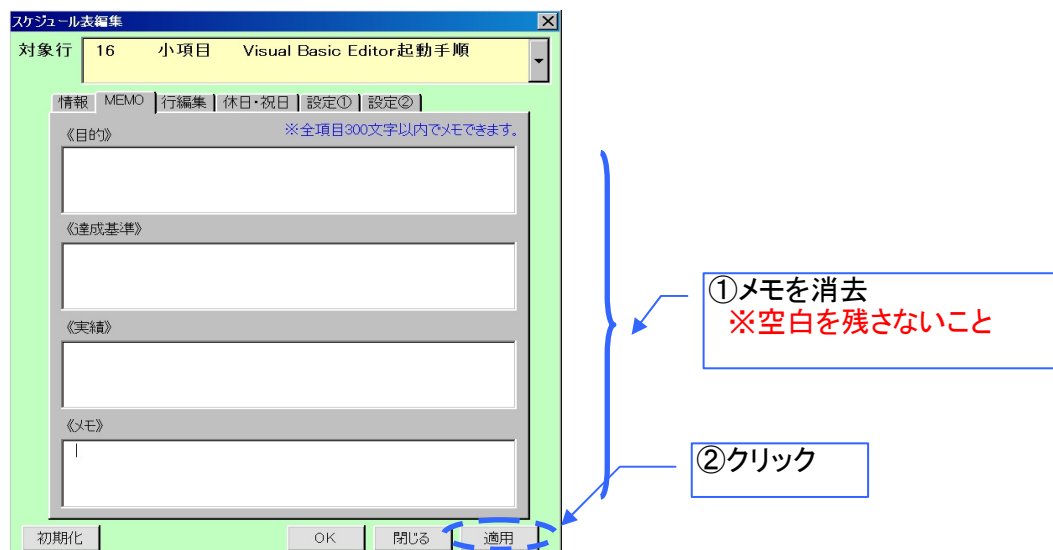 スケジュール表編集
対象行 16 小項目 Visual Basic Editor起動手順
情報 MEMO 行編集 休日・祝日 設定① 設定②
《目的》 ※全項目300文字以内でメモできます。
《達成基準》
《実績》
《メモ》
初期化 OK 閉じる 適用
①メモを消去
※空白を残さないこと
②クリック